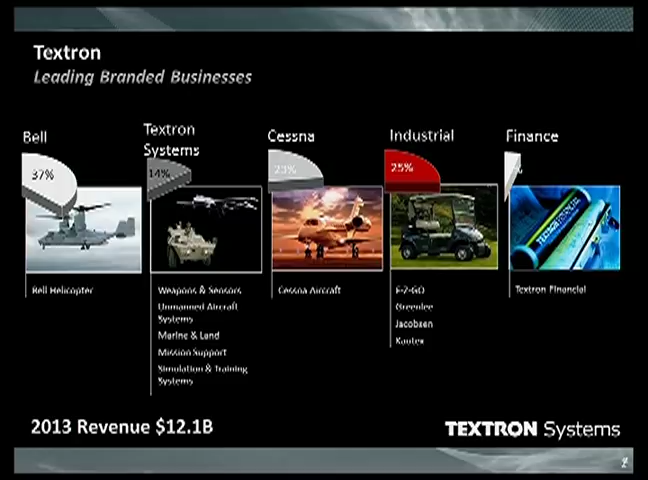 Textron
Leading Branded Businesses
Bell
37%
Bell Helicopter
Textron
Systems
14%
Weapons & Sensors
Unmanned Aircraft
Systems
Marine & Land
Mission Support
Simulation & Training
Systems
Cessna
23%
Cessna Aircraft
Industrial
25%
E-Z-GO
Greenlee
Jacobsen
Kautex
Finance
%
Textron Financial
2013 Revenue $12.1B
TEXTRON Systems
2